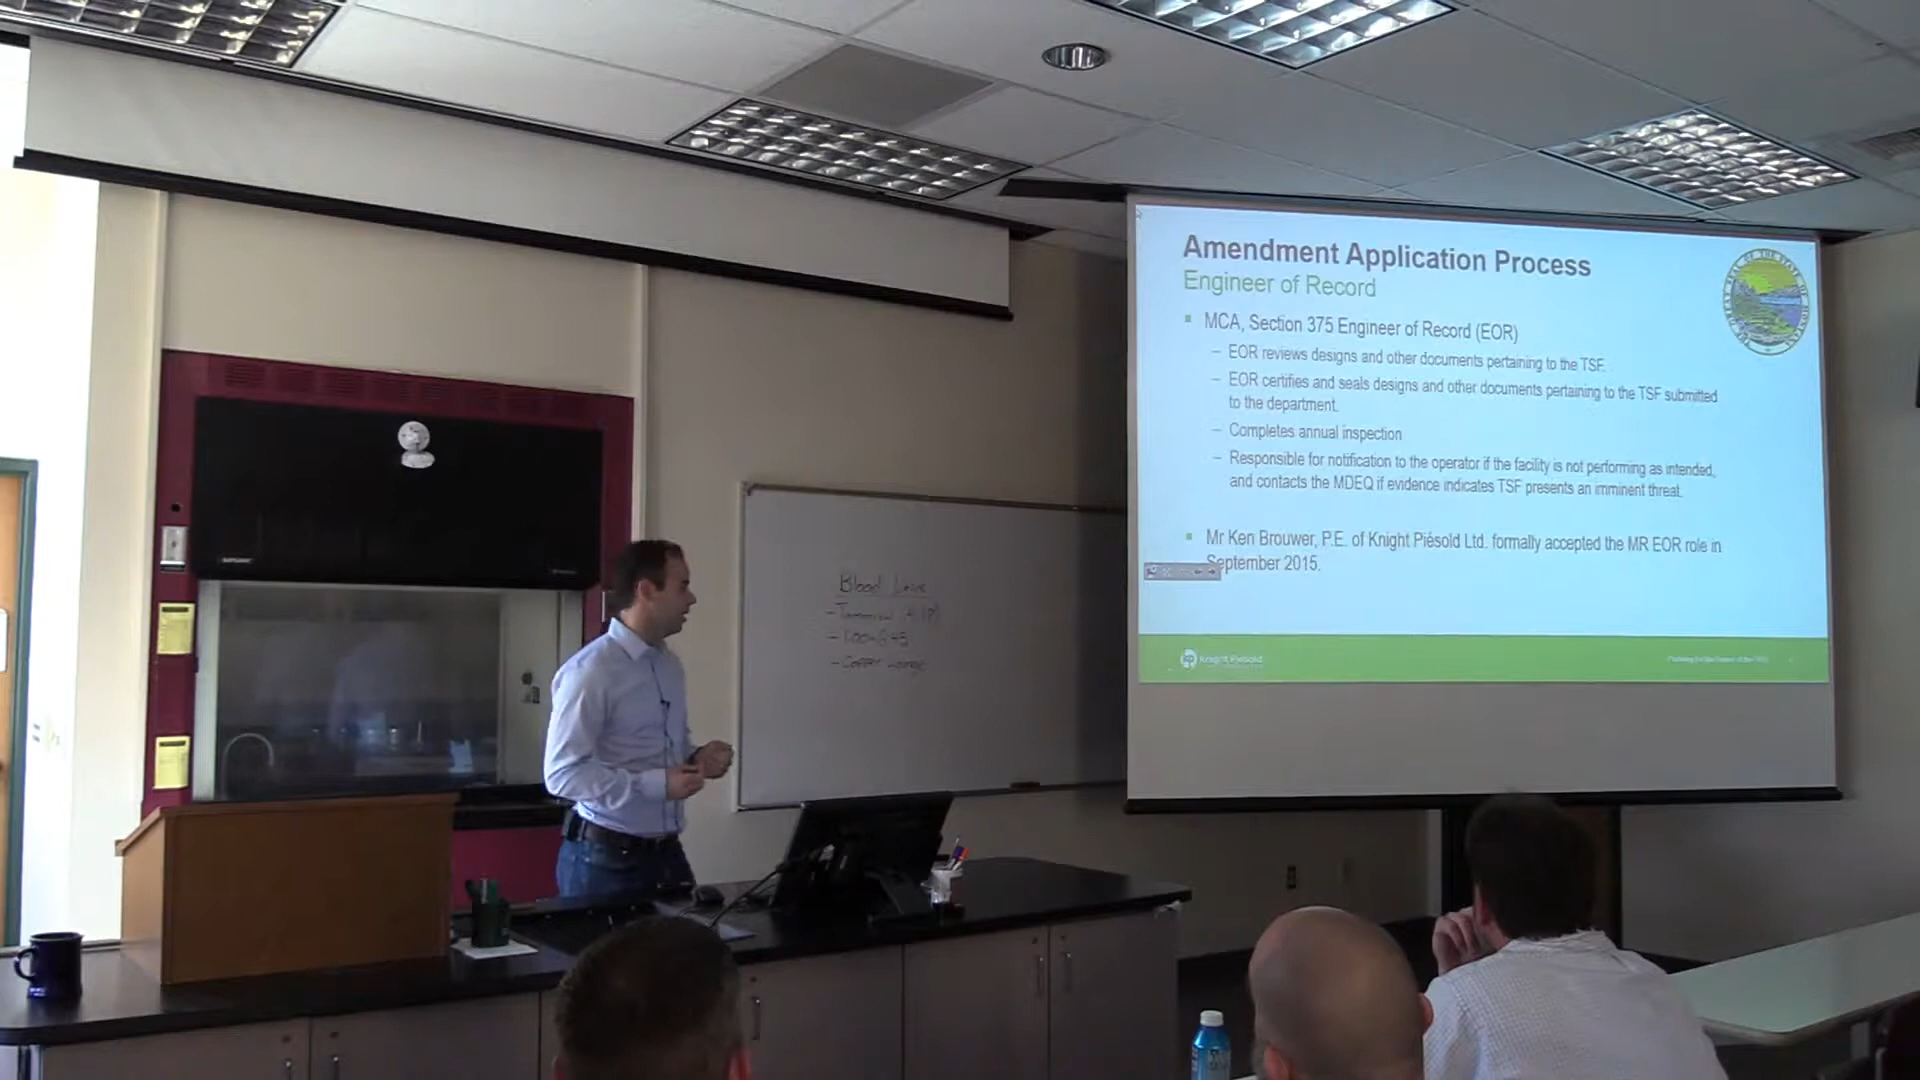 Amendment Application Process
Engineer of Record
MCA, Section 375 Engineer of Record (EOR)
– EOR reviews designs and other documents pertaining to the TSF.
– EOR certifies and seals designs and other documents pertaining to the TSF submitted
to the department.
– Completes annual inspection
– Responsible for notification to the operator if the facility is not performing as intended,
and contacts the MDEQ if evidence indicates TSF presents an imminent threat.
Mr Ken Brouwer, P.E. of Knight Piésold Ltd. formally accepted the MR EOR role in
September 2015.
Knight Piésold
Blood